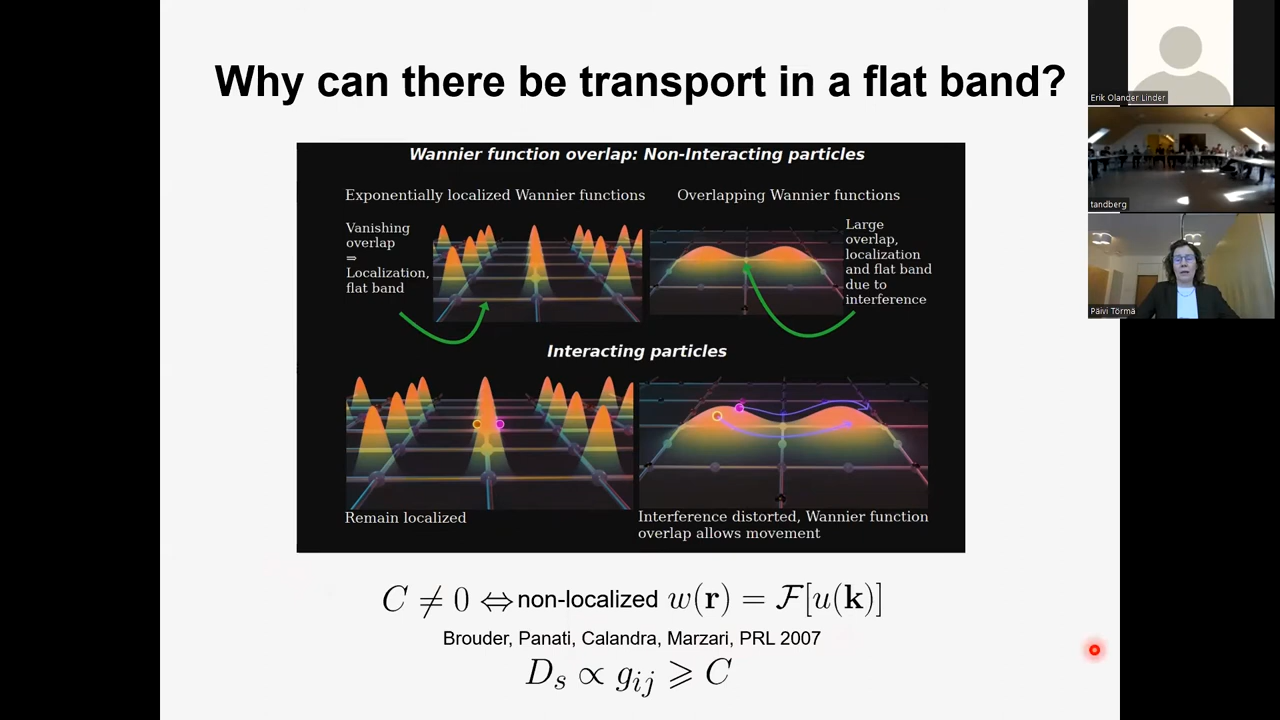 Why can there be transport in a flat band?
Wannier function overlap: Non-Interacting particles
Exponentially localized Wannier functions
Overlapping Wannier functions
Vanishing
overlap
⇒
Localization,
flat band
Large
overlap,
localization
and flat band
due to
interference
Interacting particles
Remain localized
Interference distorted, Wannier function
overlap allows movement
C ≠ 0 ⇔ non-localized w(r) = ℱ[u(k)]
Brouder, Panati, Calandra, Marzari, PRL 2007
D_s ∝ g_{ij} ⩾ C
Erik Olander Linder
tandberg
Päivi Törmä